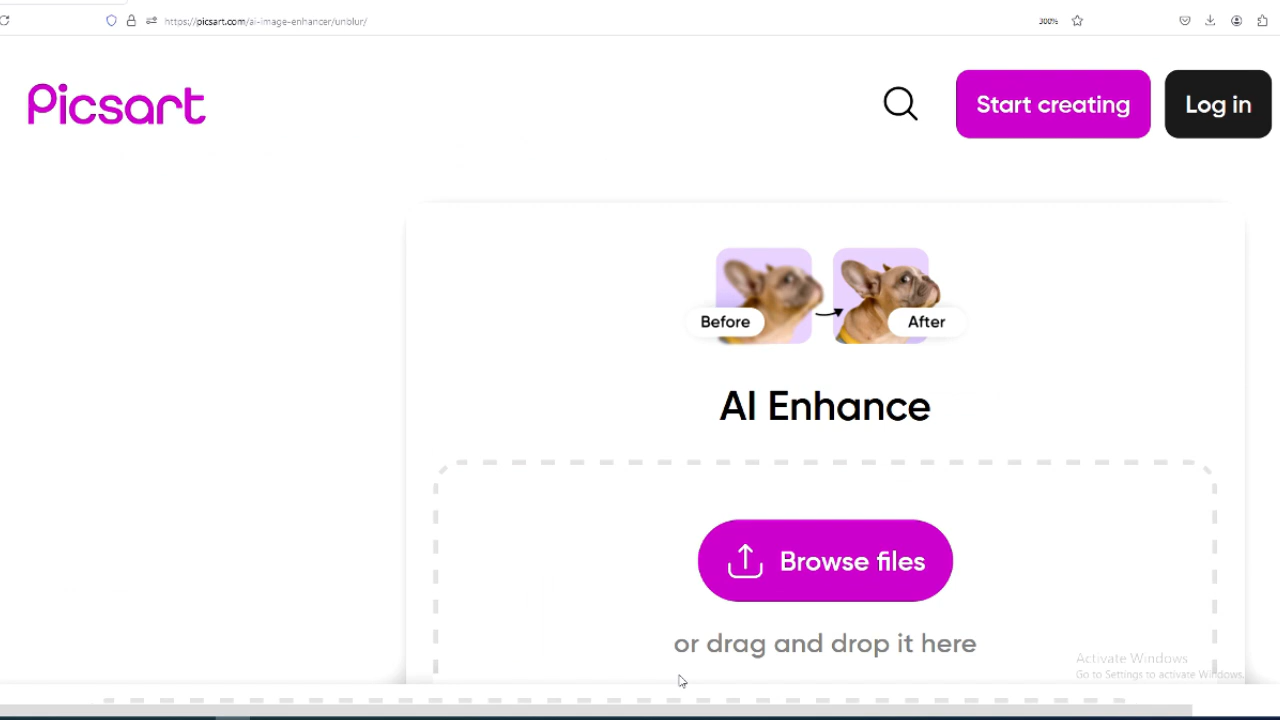 https://picsart.com/ai-image-enhancer/unblur/
300%
Picsart
Start creating
Log in
Before
After
AI Enhance
Browse files
or drag and drop it here
Activate Windows
Go to Settings to activate Windows.